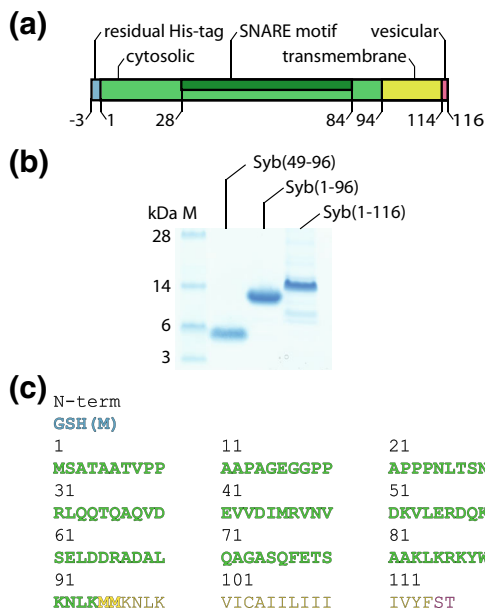 (a)
residual His-tag SNARE motif vesicular
cytosolic transmembrane
-3 1 28 84 94 114 116
(b)
Syb(49-96)
Syb(1-96)
Syb(1-116)
kDa M
28
14
6
3
(c)
N-term
GSH(M)
1 11 21
MSATAATVPP AAPAGEGGPP APPPNLTSN
31 41 51
RLQQTQAQVD EVVDIMRVNV DKVLERDQK
61 71 81
SELDDRADAL QAGASQFETS AAKLKRKYW
91 101 111
KNLKMMKNLK VICAIILIII IVYFST